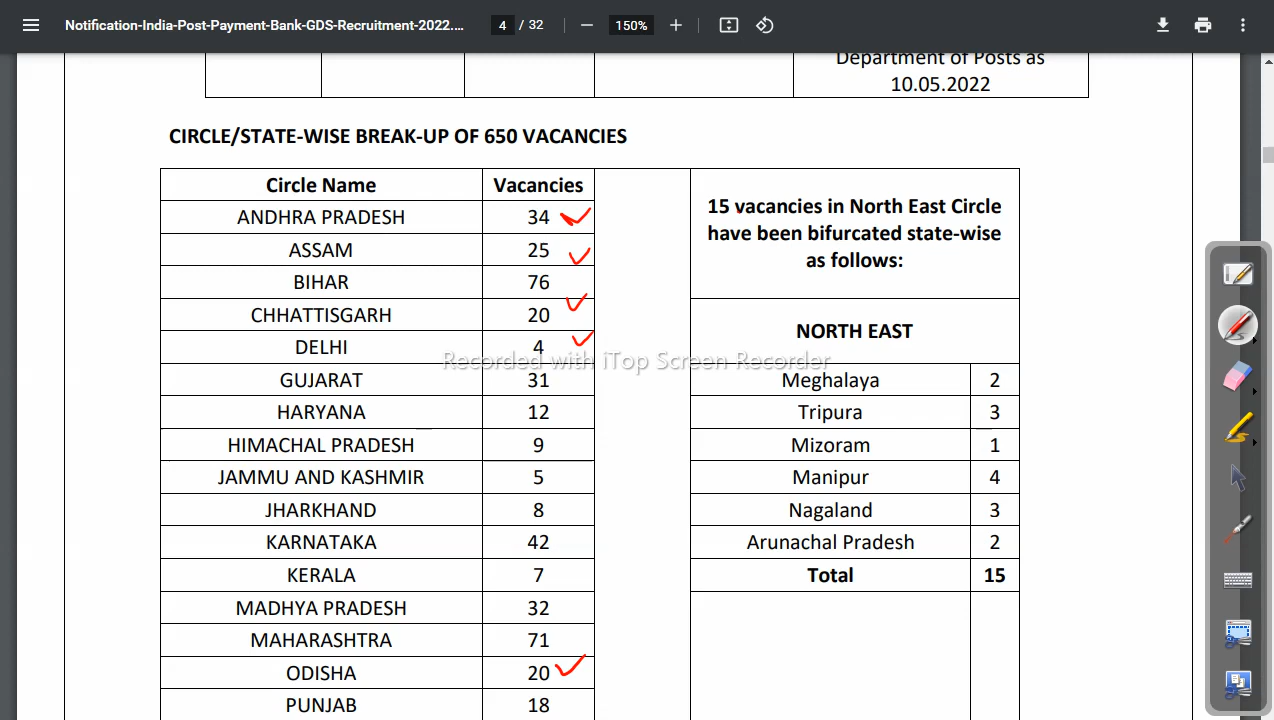 Notification-India-Post-Payment-Bank-GDS-Recruitment-2022....
4 / 32
150%
Department of Posts as
10.05.2022
CIRCLE/STATE-WISE BREAK-UP OF 650 VACANCIES
Circle Name Vacancies
ANDHRA PRADESH 34
ASSAM 25
BIHAR 76
CHHATTISGARH 20
DELHI 4
GUJARAT 31
HARYANA 12
HIMACHAL PRADESH 9
JAMMU AND KASHMIR 5
JHARKHAND 8
KARNATAKA 42
KERALA 7
MADHYA PRADESH 32
MAHARASHTRA 71
ODISHA 20
PUNJAB 18
15 vacancies in North East Circle
have been bifurcated state-wise
as follows:
NORTH EAST
Meghalaya 2
Tripura 3
Mizoram 1
Manipur 4
Nagaland 3
Arunachal Pradesh 2
Total 15
Recorded with iTop Screen Recorder